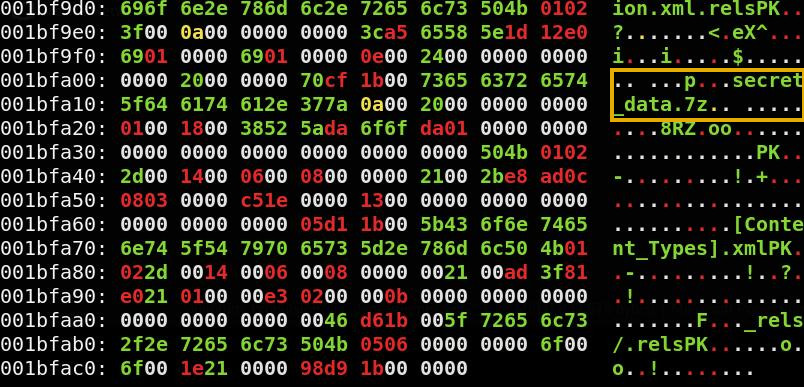 001bf9d0: 696f 6e2e 786d 6c2e 7265 6c73 504b 0102 ion.xml.relsPK..
001bf9e0: 3f00 0a00 0000 0000 3ca5 6558 5e1d 12e0 ?.......<.eX^...
001bf9f0: 6901 0000 6901 0000 0e00 2400 0000 0000 i...i.....$.....
001bfa00: 0000 2000 0000 70cf 1b00 7365 6372 6574 .. ...p...secret
001bfa10: 5f64 6174 612e 377a 0a00 2000 0000 0000 _data.7z.. .....
001bfa20: 0100 1800 3852 5ada 6f6f da01 0000 0000 ....8RZ.oo......
001bfa30: 0000 0000 0000 0000 0000 0000 504b 0102 ............PK..
001bfa40: 2d00 1400 0600 0800 0000 2100 2be8 ad0c -.........!.+...
001bfa50: 0803 0000 c51e 0000 1300 0000 0000 0000 ................
001bfa60: 0000 0000 0000 05d1 1b00 5b43 6f6e 7465 ..........[Conte
001bfa70: 6e74 5f54 7970 6573 5d2e 786d 6c50 4b01 nt_Types].xmlPK.
001bfa80: 022d 0014 0006 0008 0000 0021 00ad 3f81 .-.........!..?.
001bfa90: e021 0100 00e3 0200 000b 0000 0000 0000 .!..............
001bfaa0: 0000 0000 0000 0046 d61b 005f 7265 6c73 .......F..._rels
001bfab0: 2f2e 7265 6c73 504b 0506 0000 0000 6f00 /.relsPK......o.
001bfac0: 6f00 1e21 0000 98d9 1b00 0000 o..!........